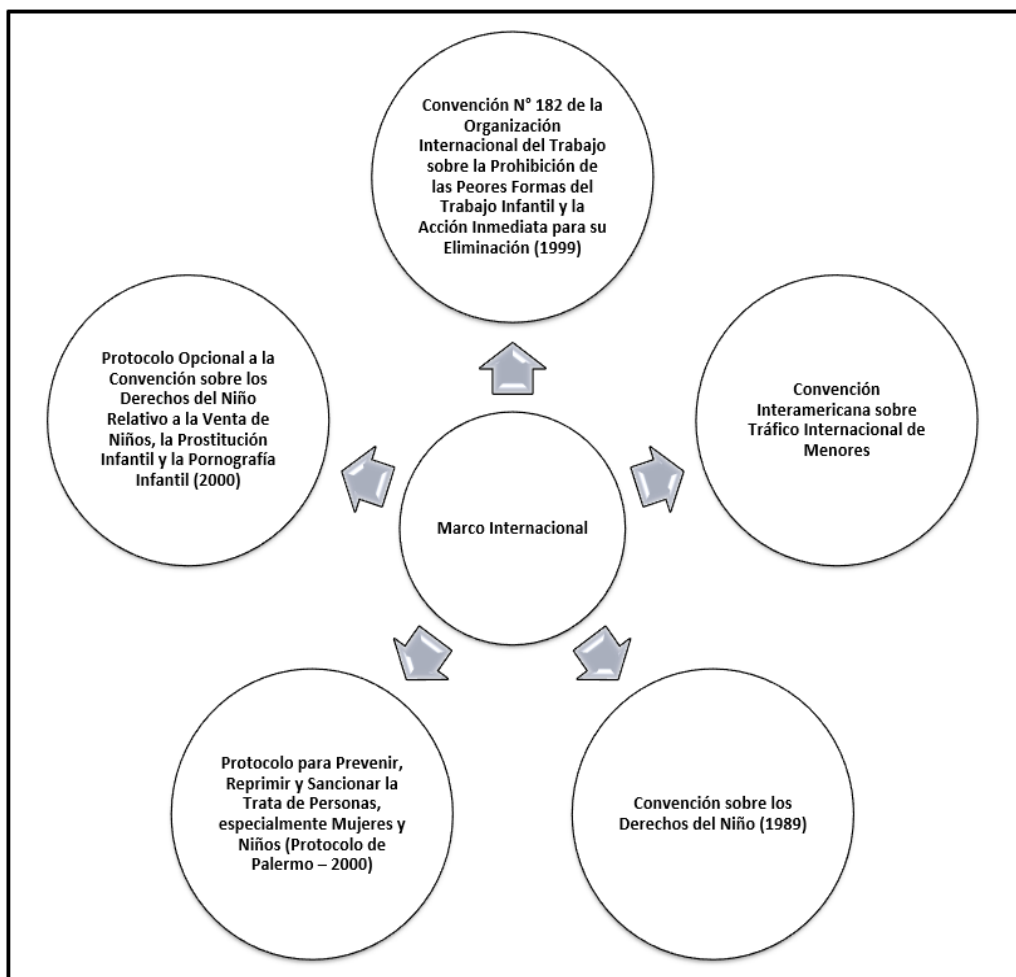 Convención N° 182 de la
Organización
Internacional del Trabajo
sobre la Prohibición de
las Peores Formas del
Trabajo Infantil y la
Acción Inmediata para su
Eliminación (1999)
Protocolo Opcional a la
Convención sobre los
Derechos del Niño
Relativo a la Venta de
Niños, la Prostitución
Infantil y la Pornografía
Infantil (2000)
Convención
Interamericana sobre
Tráfico Internacional de
Menores
Marco Internacional
Protocolo para Prevenir,
Reprimir y Sancionar la
Trata de Personas,
especialmente Mujeres y
Niños (Protocolo de
Palermo – 2000)
Convención sobre los
Derechos del Niño (1989)